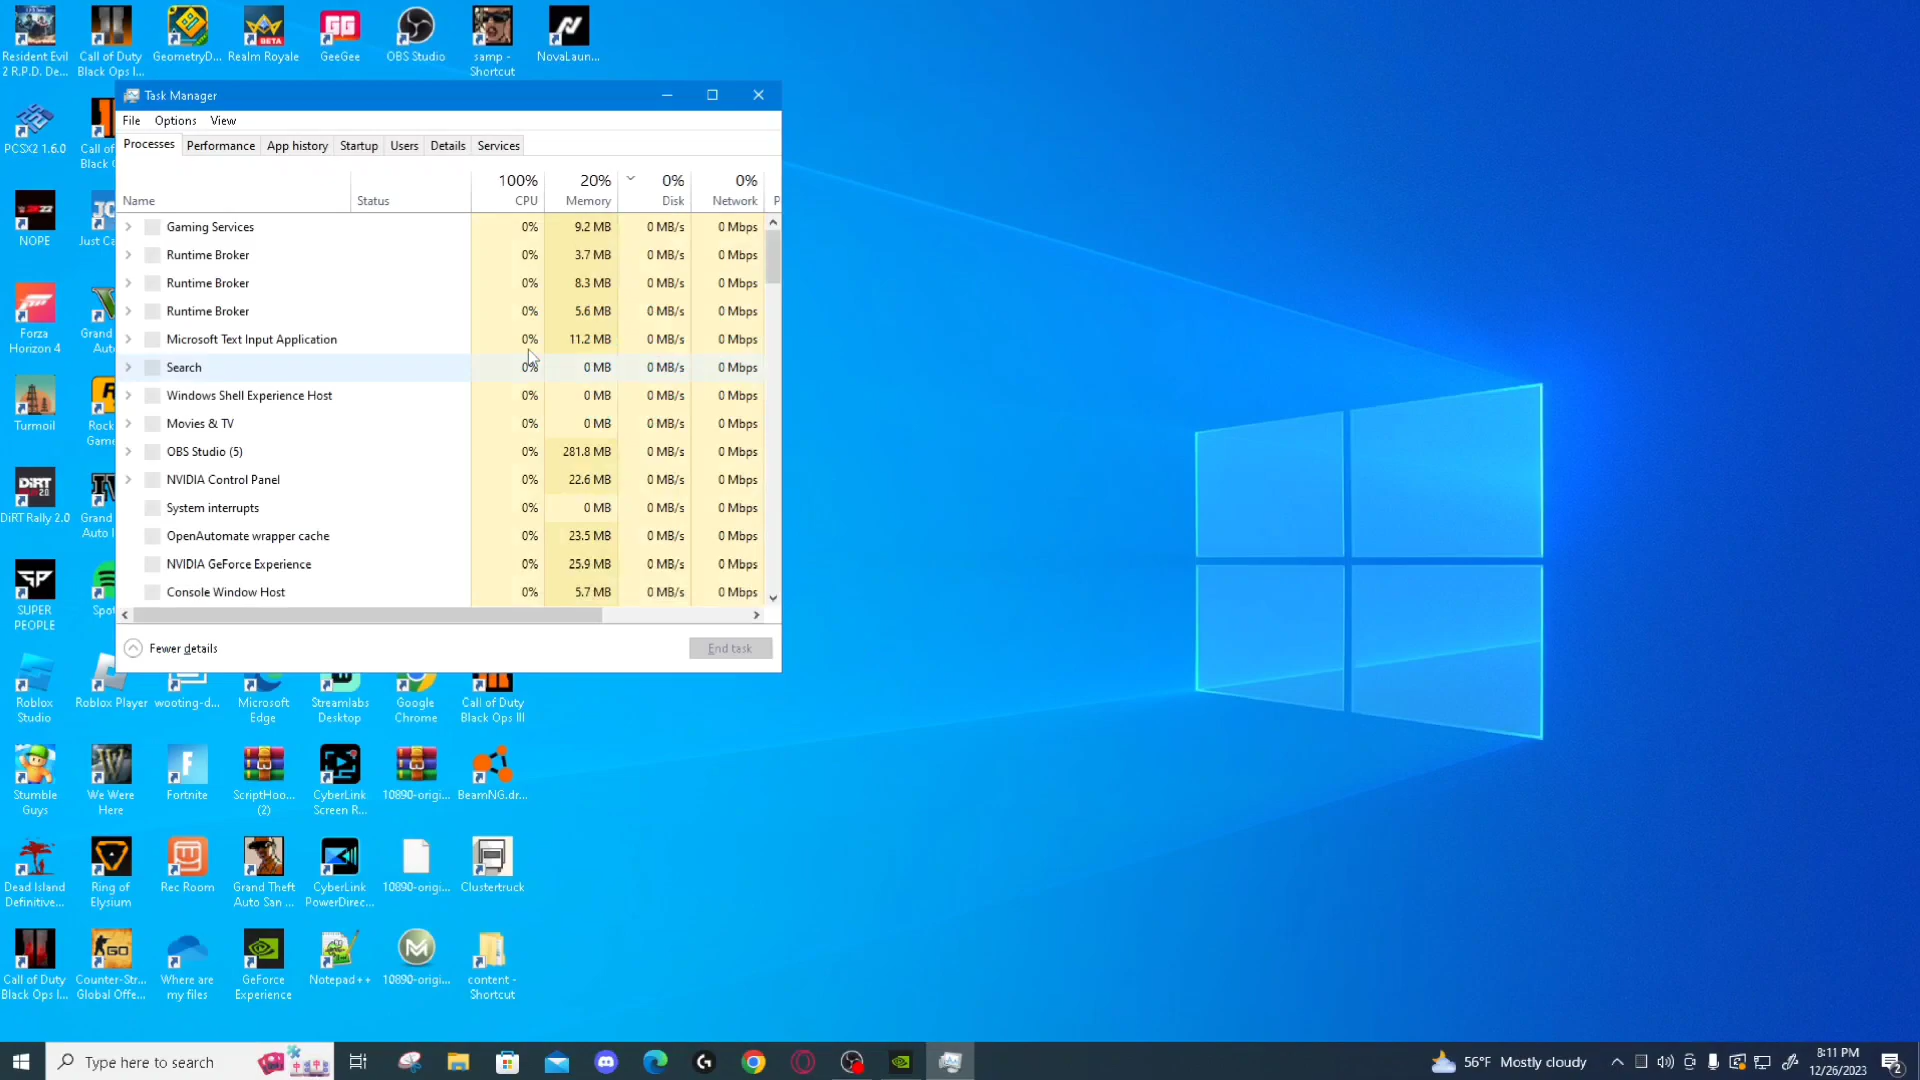 Resident Evil
2 R.P.D. De...
Call of Duty
Black Ops I...
GeometryD...
Realm Royale
GeeGee
OBS Studio
samp -
Shortcut
NovaLaun...
Task Manager
File Options View
Processes Performance App history Startup Users Details Services
100% 20% 0% 0%
Name Status CPU Memory Disk Network P
Gaming Services 0% 9.2 MB 0 MB/s 0 Mbps
Runtime Broker 0% 3.7 MB 0 MB/s 0 Mbps
Runtime Broker 0% 8.3 MB 0 MB/s 0 Mbps
Runtime Broker 0% 5.6 MB 0 MB/s 0 Mbps
Microsoft Text Input Application 0% 11.2 MB 0 MB/s 0 Mbps
Search 0% 0 MB 0 MB/s 0 Mbps
Windows Shell Experience Host 0% 0 MB 0 MB/s 0 Mbps
Movies & TV 0% 0 MB 0 MB/s 0 Mbps
OBS Studio (5) 0% 281.8 MB 0 MB/s 0 Mbps
NVIDIA Control Panel 0% 22.6 MB 0 MB/s 0 Mbps
System interrupts 0% 0 MB 0 MB/s 0 Mbps
OpenAutomate wrapper cache 0% 23.5 MB 0 MB/s 0 Mbps
NVIDIA GeForce Experience 0% 25.9 MB 0 MB/s 0 Mbps
Console Window Host 0% 5.7 MB 0 MB/s 0 Mbps
Fewer details End task
PCSX2 1.6.0
Call of
Black
NOPE
Just Ca
Forza
Horizon 4
Grand
Auto
Turmoil
Rock
Game
DiRT Rally 2.0
Grand
Auto I
SUPER
PEOPLE
Spot
Roblox
Studio
Roblox Player
wooting-d...
Microsoft
Edge
Streamlabs
Desktop
Google
Chrome
Call of Duty
Black Ops III
Stumble
Guys
We Were
Here
Fortnite
ScriptHoo...
(2)
CyberLink
Screen R...
10890-origi...
BeamNG.dr...
Dead Island
Definitive...
Ring of
Elysium
Rec Room
Grand Theft
Auto San ...
CyberLink
PowerDirec...
10890-origi...
Clustertruck
Call of Duty
Black Ops I...
Counter-Str...
Global Offe...
Where are
my files
GeForce
Experience
Notepad++
10890-origi...
content -
Shortcut
Type here to search
56°F Mostly cloudy
8:11 PM
12/26/2023
2